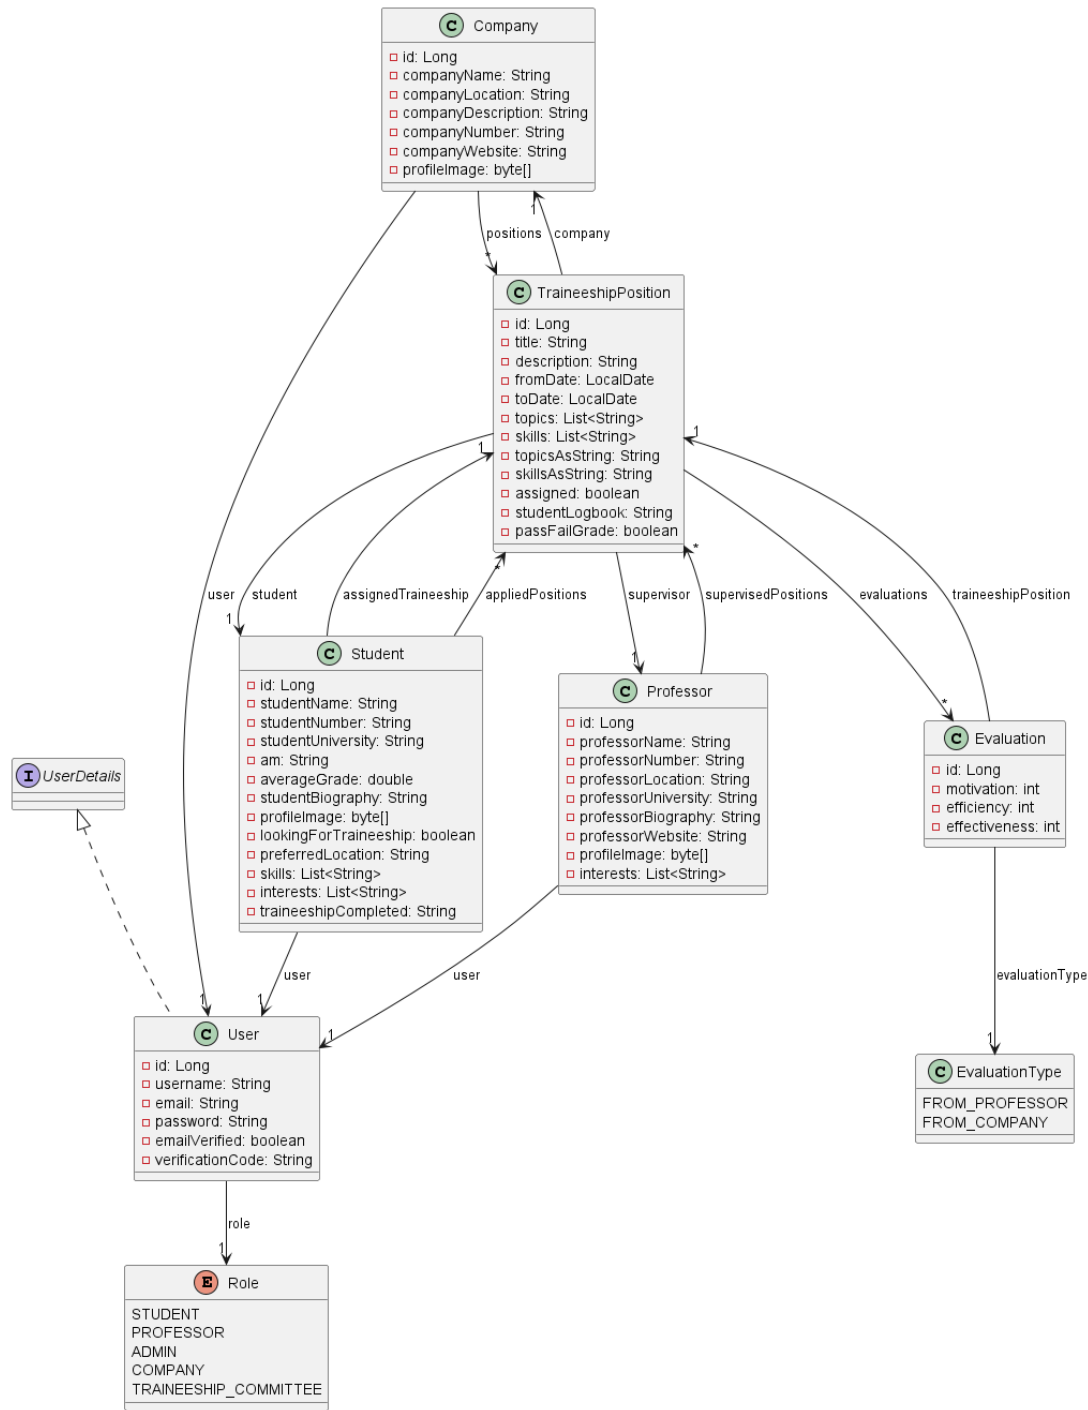 C Company
id: Long
companyName: String
companyLocation: String
companyDescription: String
companyNumber: String
companyWebsite: String
profileImage: byte[]
positions
company
1
*
C TraineeshipPosition
id: Long
title: String
description: String
fromDate: LocalDate
toDate: LocalDate
topics: List<String>
skills: List<String>
topicsAsString: String
skillsAsString: String
assigned: boolean
studentLogbook: String
passFailGrade: boolean
1
1
*
*
user
student
assignedTraineeship
appliedPositions
supervisor
supervisedPositions
evaluations
traineeshipPosition
1
1
*
C Student
id: Long
studentName: String
studentNumber: String
studentUniversity: String
am: String
averageGrade: double
studentBiography: String
profileImage: byte[]
lookingForTraineeship: boolean
preferredLocation: String
skills: List<String>
interests: List<String>
traineeshipCompleted: String
C Professor
id: Long
professorName: String
professorNumber: String
professorLocation: String
professorUniversity: String
professorBiography: String
professorWebsite: String
profileImage: byte[]
interests: List<String>
C Evaluation
id: Long
motivation: int
efficiency: int
effectiveness: int
I UserDetails
user
user
evaluationType
1
1
1
1
C User
id: Long
username: String
email: String
password: String
emailVerified: boolean
verificationCode: String
C EvaluationType
FROM_PROFESSOR
FROM_COMPANY
role
1
E Role
STUDENT
PROFESSOR
ADMIN
COMPANY
TRAINEESHIP_COMMITTEE